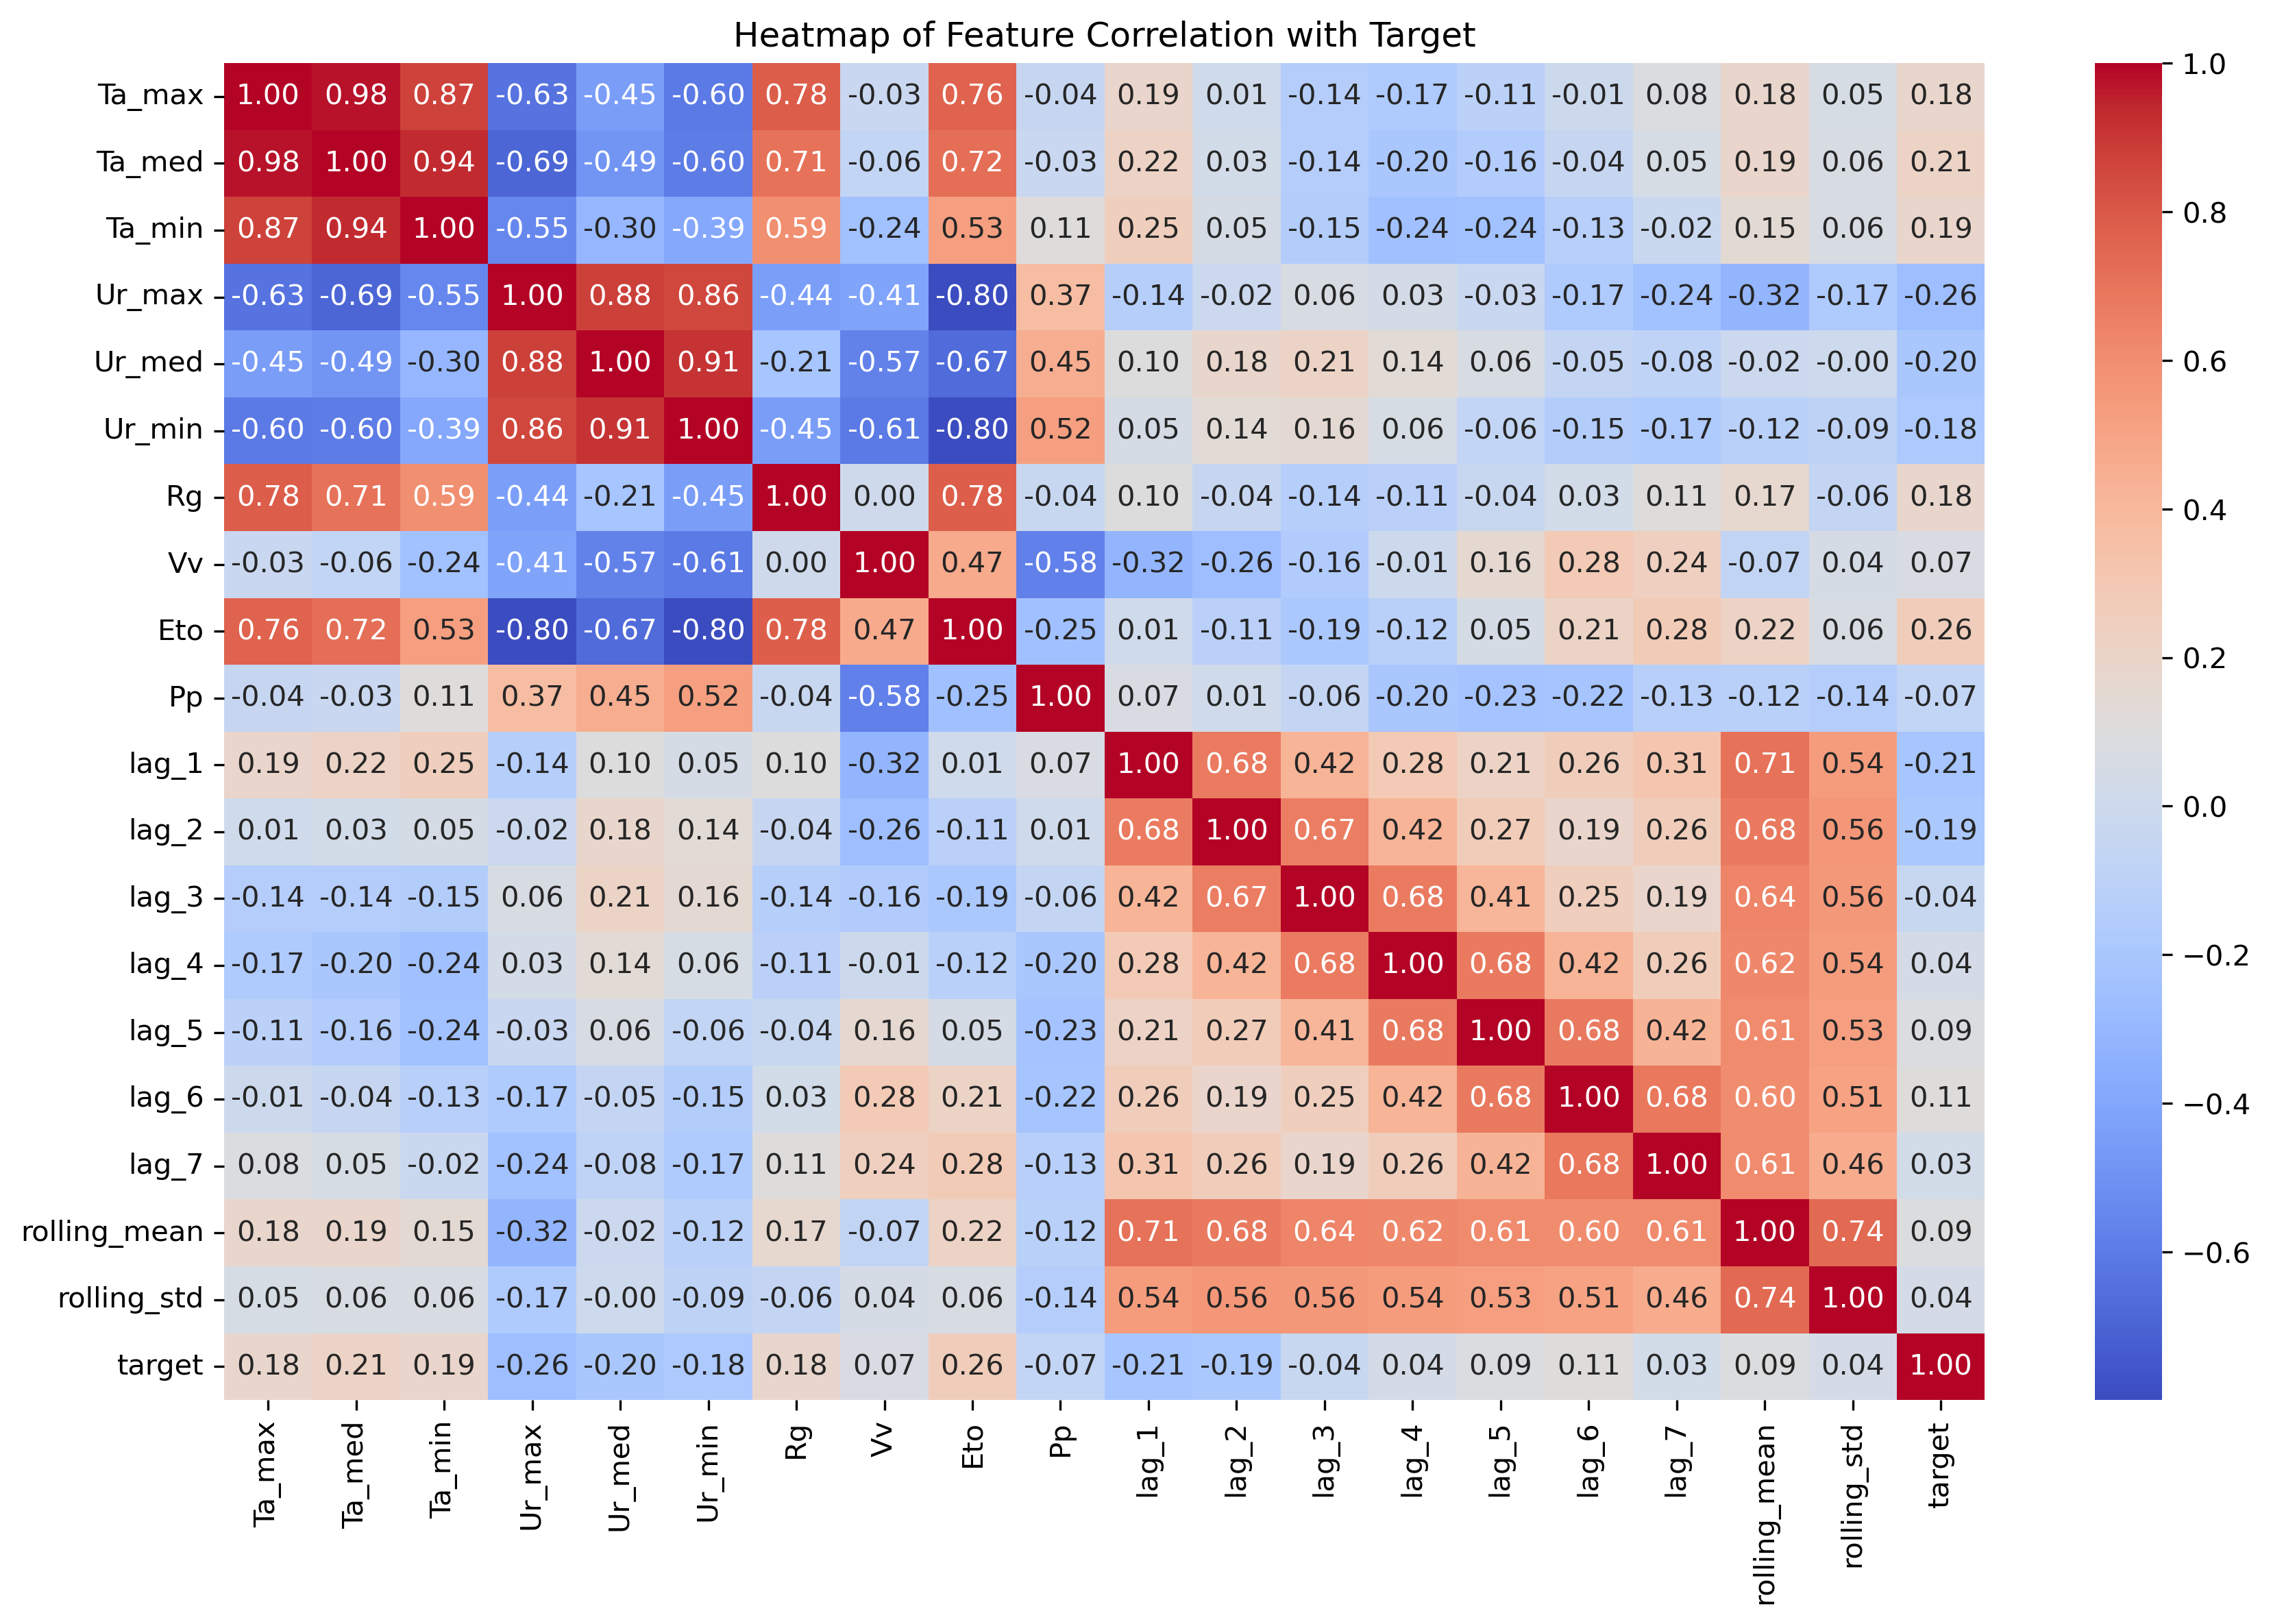 Heatmap of Feature Correlation with Target
Ta_max 1.00 0.98 0.87 -0.63 -0.45 -0.60 0.78 -0.03 0.76 -0.04 0.19 0.01 -0.14 -0.17 -0.11 -0.01 0.08 0.18 0.05 0.18
Ta_med 0.98 1.00 0.94 -0.69 -0.49 -0.60 0.71 -0.06 0.72 -0.03 0.22 0.03 -0.14 -0.20 -0.16 -0.04 0.05 0.19 0.06 0.21
Ta_min 0.87 0.94 1.00 -0.55 -0.30 -0.39 0.59 -0.24 0.53 0.11 0.25 0.05 -0.15 -0.24 -0.24 -0.13 -0.02 0.15 0.06 0.19
Ur_max -0.63 -0.69 -0.55 1.00 0.88 0.86 -0.44 -0.41 -0.80 0.37 -0.14 -0.02 0.06 0.03 -0.03 -0.17 -0.24 -0.32 -0.17 -0.26
Ur_med -0.45 -0.49 -0.30 0.88 1.00 0.91 -0.21 -0.57 -0.67 0.45 0.10 0.18 0.21 0.14 0.06 -0.05 -0.08 -0.02 -0.00 -0.20
Ur_min -0.60 -0.60 -0.39 0.86 0.91 1.00 -0.45 -0.61 -0.80 0.52 0.05 0.14 0.16 0.06 -0.06 -0.15 -0.17 -0.12 -0.09 -0.18
Rg 0.78 0.71 0.59 -0.44 -0.21 -0.45 1.00 0.00 0.78 -0.04 0.10 -0.04 -0.14 -0.11 -0.04 0.03 0.11 0.17 -0.06 0.18
Vv -0.03 -0.06 -0.24 -0.41 -0.57 -0.61 0.00 1.00 0.47 -0.58 -0.32 -0.26 -0.16 -0.01 0.16 0.28 0.24 -0.07 0.04 0.07
Eto 0.76 0.72 0.53 -0.80 -0.67 -0.80 0.78 0.47 1.00 -0.25 0.01 -0.11 -0.19 -0.12 0.05 0.21 0.28 0.22 0.06 0.26
Pp -0.04 -0.03 0.11 0.37 0.45 0.52 -0.04 -0.58 -0.25 1.00 0.07 0.01 -0.06 -0.20 -0.23 -0.22 -0.13 -0.12 -0.14 -0.07
lag_1 0.19 0.22 0.25 -0.14 0.10 0.05 0.10 -0.32 0.01 0.07 1.00 0.68 0.42 0.28 0.21 0.26 0.31 0.71 0.54 -0.21
lag_2 0.01 0.03 0.05 -0.02 0.18 0.14 -0.04 -0.26 -0.11 0.01 0.68 1.00 0.67 0.42 0.27 0.19 0.26 0.68 0.56 -0.19
lag_3 -0.14 -0.14 -0.15 0.06 0.21 0.16 -0.14 -0.16 -0.19 -0.06 0.42 0.67 1.00 0.68 0.41 0.25 0.19 0.64 0.56 -0.04
lag_4 -0.17 -0.20 -0.24 0.03 0.14 0.06 -0.11 -0.01 -0.12 -0.20 0.28 0.42 0.68 1.00 0.68 0.42 0.26 0.62 0.54 0.04
lag_5 -0.11 -0.16 -0.24 -0.03 0.06 -0.06 -0.04 0.16 0.05 -0.23 0.21 0.27 0.41 0.68 1.00 0.68 0.42 0.61 0.53 0.09
lag_6 -0.01 -0.04 -0.13 -0.17 -0.05 -0.15 0.03 0.28 0.21 -0.22 0.26 0.19 0.25 0.42 0.68 1.00 0.68 0.60 0.51 0.11
lag_7 0.08 0.05 -0.02 -0.24 -0.08 -0.17 0.11 0.24 0.28 -0.13 0.31 0.26 0.19 0.26 0.42 0.68 1.00 0.61 0.46 0.03
rolling_mean 0.18 0.19 0.15 -0.32 -0.02 -0.12 0.17 -0.07 0.22 -0.12 0.71 0.68 0.64 0.62 0.61 0.60 0.61 1.00 0.74 0.09
rolling_std 0.05 0.06 0.06 -0.17 -0.00 -0.09 -0.06 0.04 0.06 -0.14 0.54 0.56 0.56 0.54 0.53 0.51 0.46 0.74 1.00 0.04
target 0.18 0.21 0.19 -0.26 -0.20 -0.18 0.18 0.07 0.26 -0.07 -0.21 -0.19 -0.04 0.04 0.09 0.11 0.03 0.09 0.04 1.00
Ta_max Ta_med Ta_min Ur_max Ur_med Ur_min Rg Vv Eto Pp lag_1 lag_2 lag_3 lag_4 lag_5 lag_6 lag_7 rolling_mean rolling_std target
1.0
0.8
0.6
0.4
0.2
0.0
−0.2
−0.4
−0.6